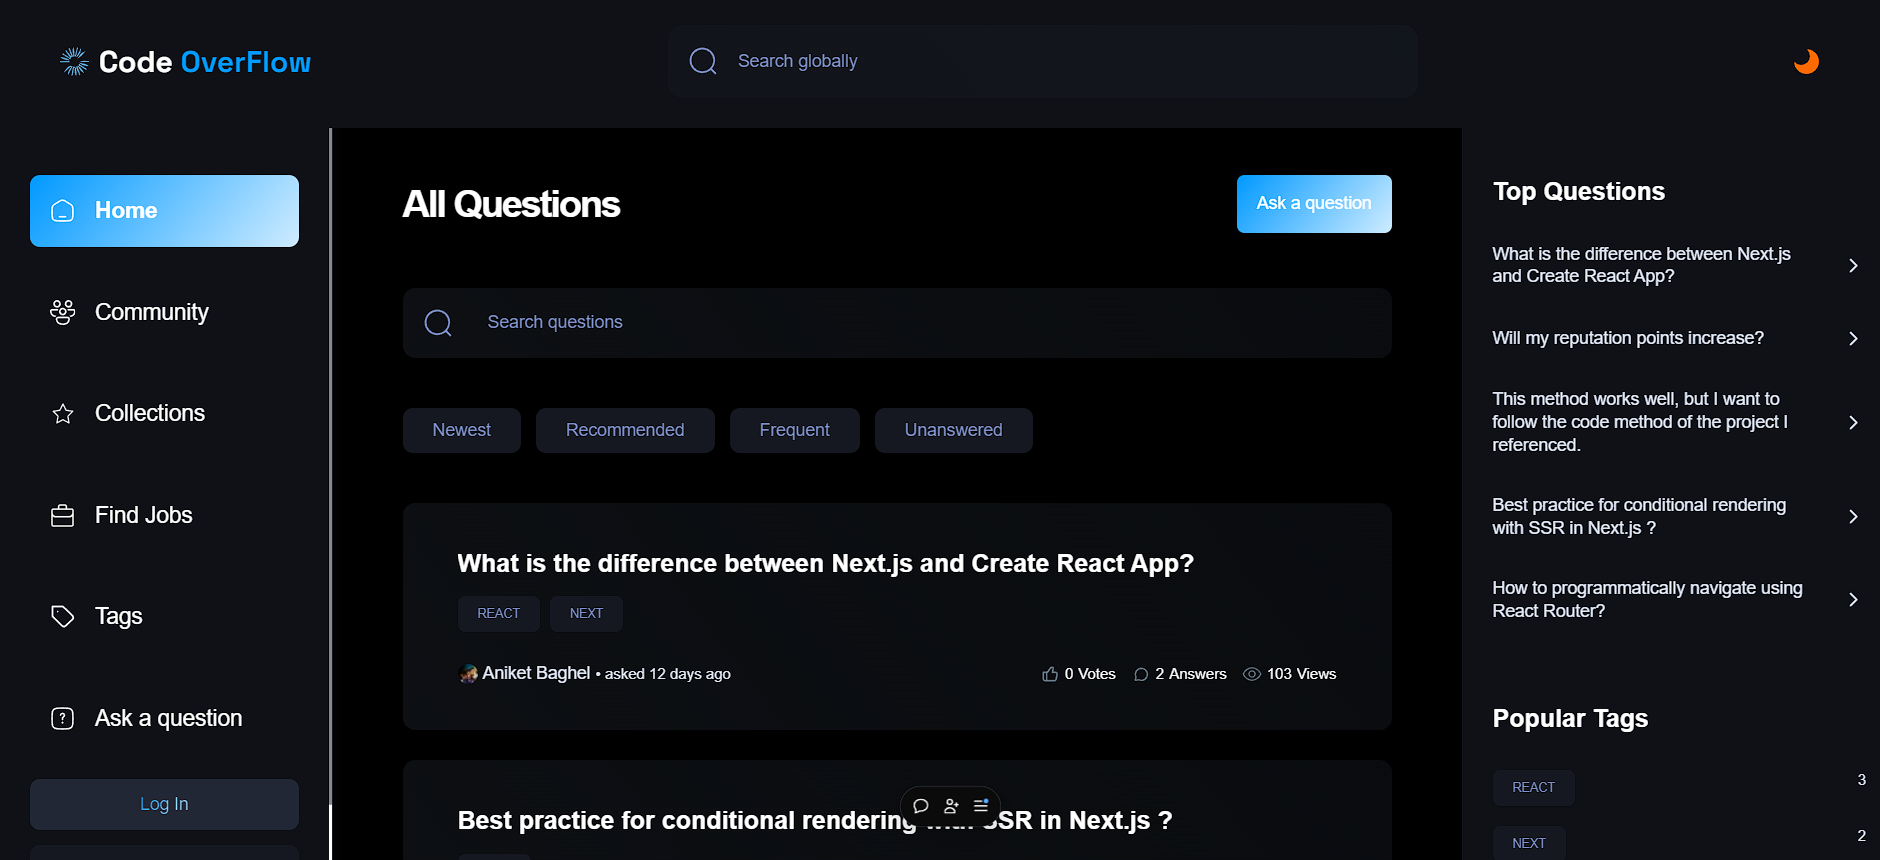 Code OverFlow
Search globally
Home
Community
Collections
Find Jobs
Tags
Ask a question
Log In
All Questions
Ask a question
Search questions
Newest
Recommended
Frequent
Unanswered
What is the difference between Next.js and Create React App?
REACT
NEXT
Aniket Baghel • asked 12 days ago
0 Votes
2 Answers
103 Views
Best practice for conditional rendering with SSR in Next.js ?
Top Questions
What is the difference between Next.js
and Create React App?
Will my reputation points increase?
This method works well, but I want to
follow the code method of the project I
referenced.
Best practice for conditional rendering
with SSR in Next.js ?
How to programmatically navigate using
React Router?
Popular Tags
REACT
3
NEXT
2